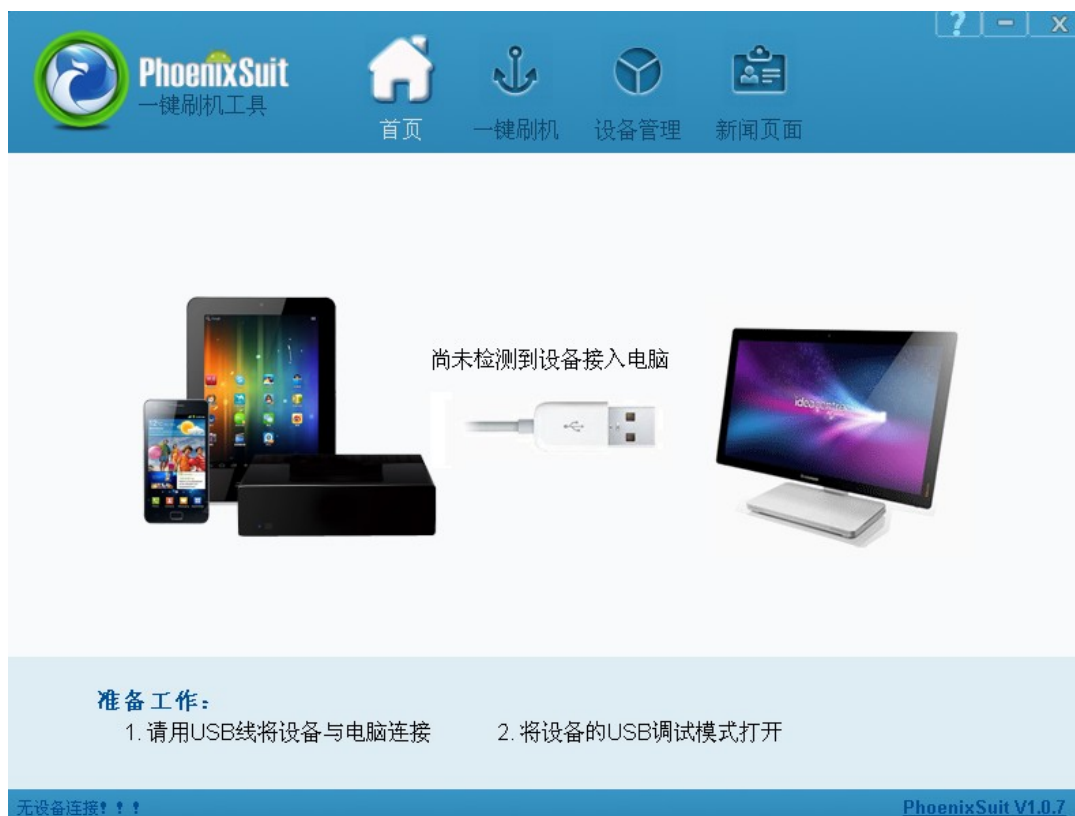 ? - X
PhoenixSuit
一键刷机工具
首页 一键刷机 设备管理 新闻页面
尚未检测到设备接入电脑
准备工作：
1. 请用USB线将设备与电脑连接 2. 将设备的USB调试模式打开
无设备连接！！！ PhoenixSuit V1.0.7